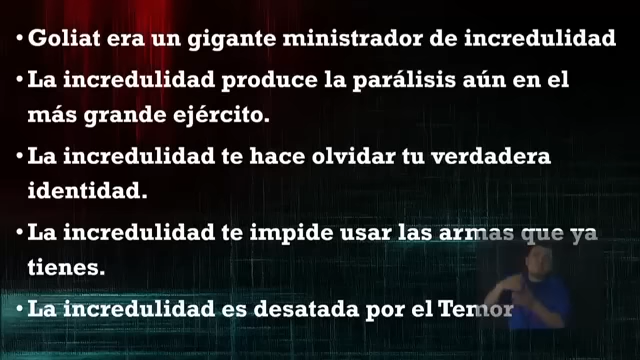 • Goliat era un gigante ministrador de incredulidad
• La incredulidad produce la parálisis aún en el
más grande ejército.
• La incredulidad te hace olvidar tu verdadera
identidad.
• La incredulidad te impide usar las armas que ya
tienes.
• La incredulidad es desatada por el Temor